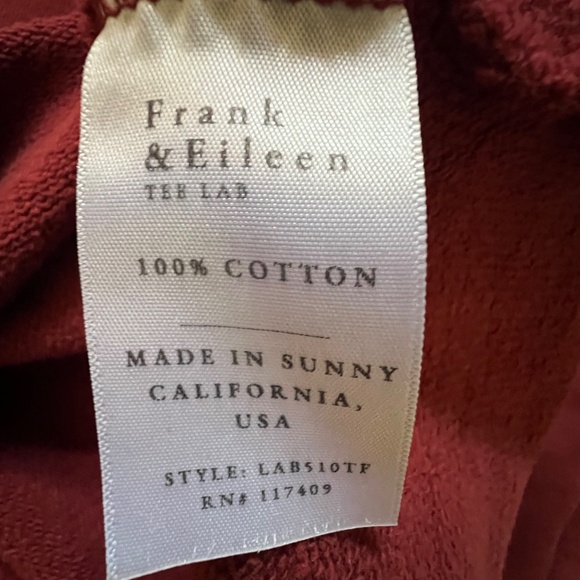 Frank
&Eileen
TEE LAB
100% COTTON
MADE IN SUNNY
CALIFORNIA,
USA
STYLE: LAB510TF
RN# 117409